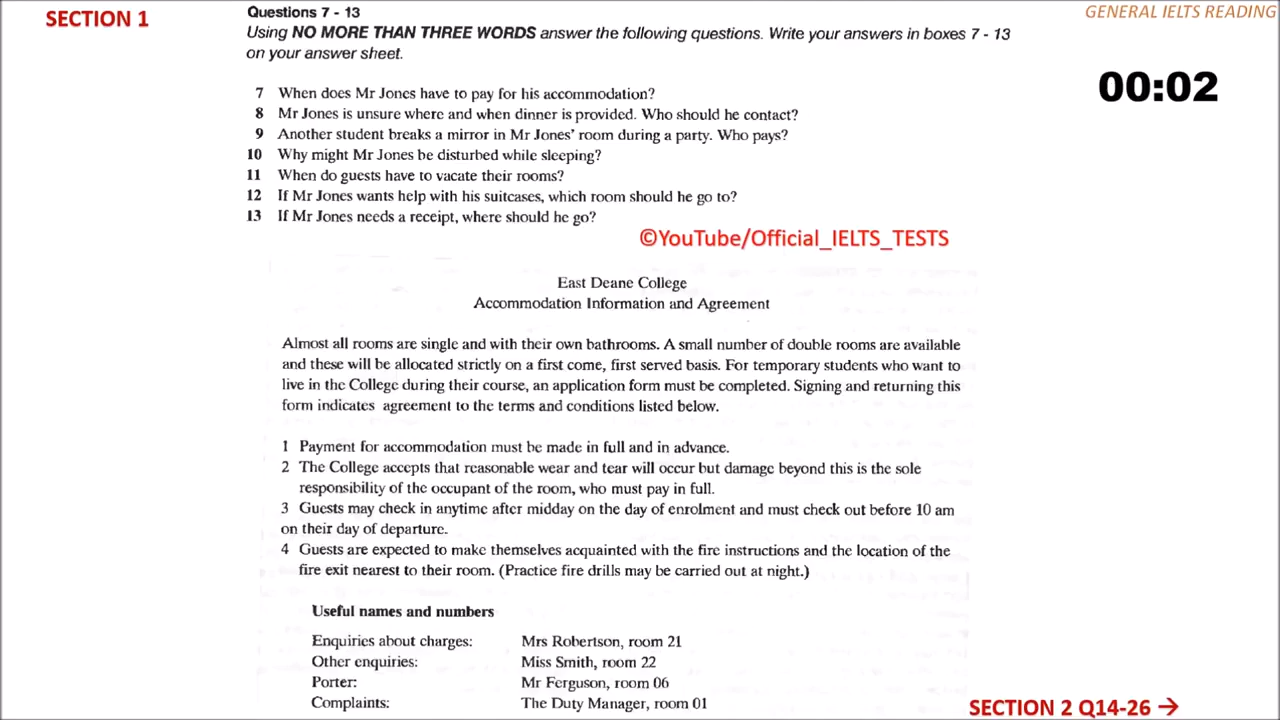 SECTION 1
GENERAL IELTS READING
00:02
Questions 7 - 13
Using NO MORE THAN THREE WORDS answer the following questions. Write your answers in boxes 7 - 13
on your answer sheet.
7 When does Mr Jones have to pay for his accommodation?
8 Mr Jones is unsure where and when dinner is provided. Who should he contact?
9 Another student breaks a mirror in Mr Jones' room during a party. Who pays?
10 Why might Mr Jones be disturbed while sleeping?
11 When do guests have to vacate their rooms?
12 If Mr Jones wants help with his suitcases, which room should he go to?
13 If Mr Jones needs a receipt, where should he go?
©YouTube/Official_IELTS_TESTS
East Deane College
Accommodation Information and Agreement
Almost all rooms are single and with their own bathrooms. A small number of double rooms are available
and these will be allocated strictly on a first come, first served basis. For temporary students who want to
live in the College during their course, an application form must be completed. Signing and returning this
form indicates agreement to the terms and conditions listed below.
1 Payment for accommodation must be made in full and in advance.
2 The College accepts that reasonable wear and tear will occur but damage beyond this is the sole
responsibility of the occupant of the room, who must pay in full.
3 Guests may check in anytime after midday on the day of enrolment and must check out before 10 am
on their day of departure.
4 Guests are expected to make themselves acquainted with the fire instructions and the location of the
fire exit nearest to their room. (Practice fire drills may be carried out at night.)
Useful names and numbers
Enquiries about charges: Mrs Robertson, room 21
Other enquiries: Miss Smith, room 22
Porter: Mr Ferguson, room 06
Complaints: The Duty Manager, room 01
SECTION 2 Q14-26 →